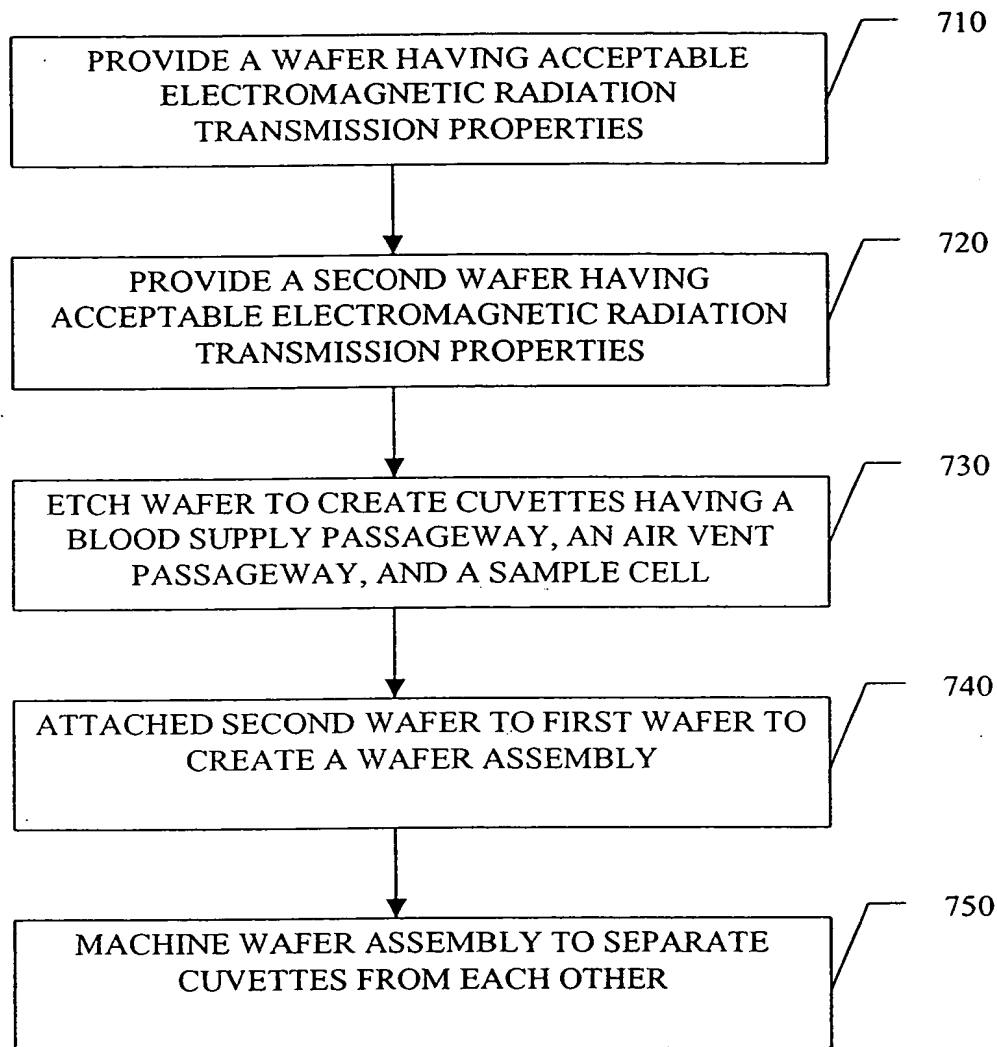 710
PROVIDE A WAFER HAVING ACCEPTABLE
ELECTROMAGNETIC RADIATION
TRANSMISSION PROPERTIES
720
PROVIDE A SECOND WAFER HAVING
ACCEPTABLE ELECTROMAGNETIC RADIATION
TRANSMISSION PROPERTIES
730
ETCH WAFER TO CREATE CUVETTES HAVING A
BLOOD SUPPLY PASSAGEWAY, AN AIR VENT
PASSAGEWAY, AND A SAMPLE CELL
740
ATTACHED SECOND WAFER TO FIRST WAFER TO
CREATE A WAFER ASSEMBLY
750
MACHINE WAFER ASSEMBLY TO SEPARATE
CUVETTES FROM EACH OTHER